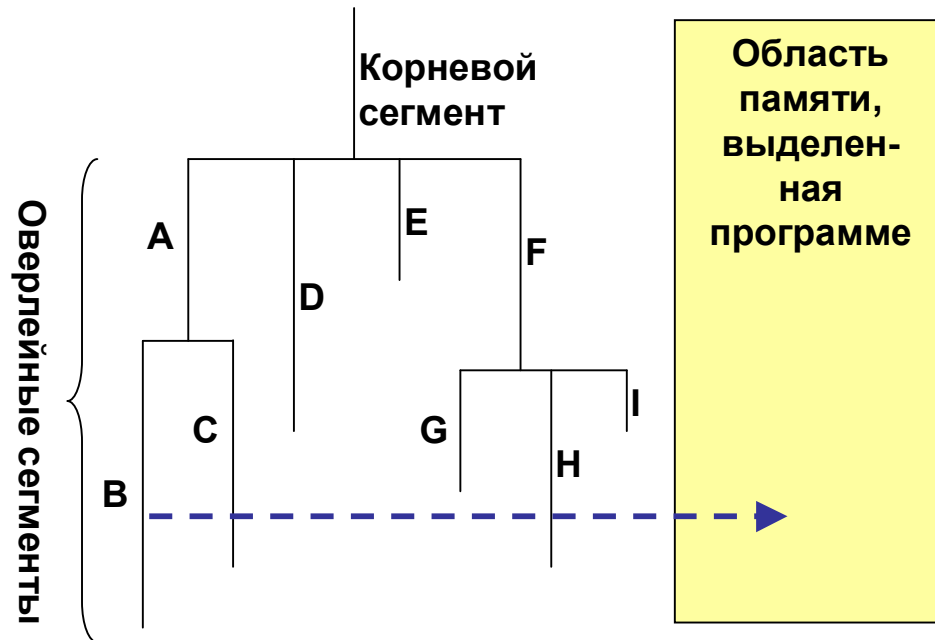 Корневой
сегмент
Область
памяти,
выделен-
ная
программе
Оверлейные сегменты
A
E
F
D
I
C
G
H
B